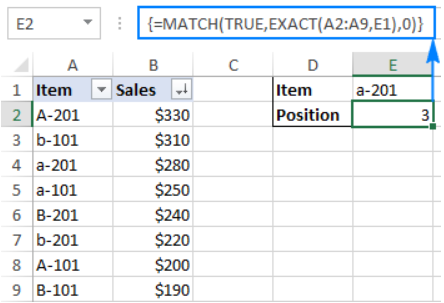 E2 {=MATCH(TRUE,EXACT(A2:A9,E1),0)}
A B C D E
1 Item Sales Item a-201
2 A-201 $330 Position 3
3 b-101 $310
4 a-201 $280
5 a-101 $250
6 B-201 $240
7 b-201 $220
8 A-101 $200
9 B-101 $190